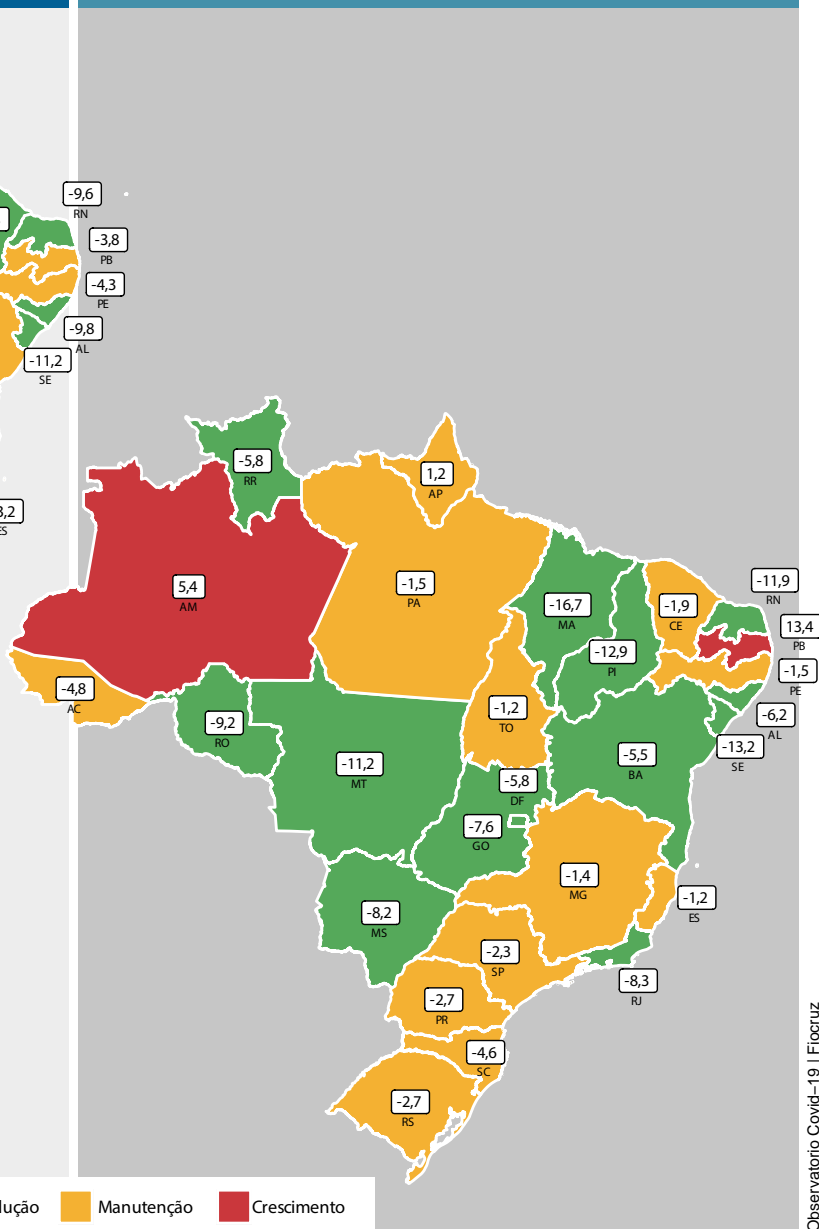 -9,6
RN
-3,8
PB
-4,3
PE
-9,8
AL
-11,2
SE
-5,8
RR
1,2
AP
5,4
AM
-1,5
PA
-16,7
MA
-1,9
CE
-11,9
RN
13,4
PB
-12,9
PI
-1,5
PE
-4,8
AC
-9,2
RO
-1,2
TO
-6,2
AL
-13,2
SE
-11,2
MT
-5,5
BA
-5,8
DF
-7,6
GO
-1,4
MG
-1,2
ES
-8,2
MS
-2,3
SP
-8,3
RJ
-2,7
PR
-4,6
SC
-2,7
RS
Manutenção
Crescimento
Observatorio Covid−19 | Fiocruz